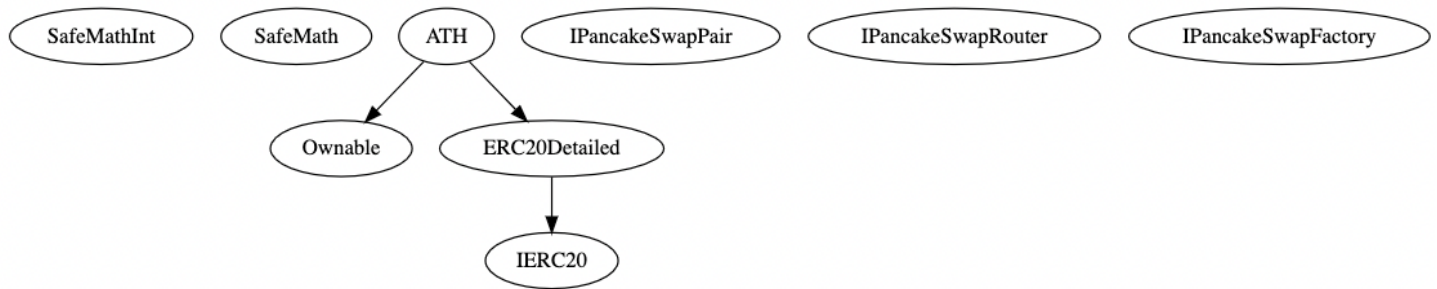 SafeMathInt
SafeMath
ATH
IPancakeSwapPair
IPancakeSwapRouter
IPancakeSwapFactory
Ownable
ERC20Detailed
IERC20